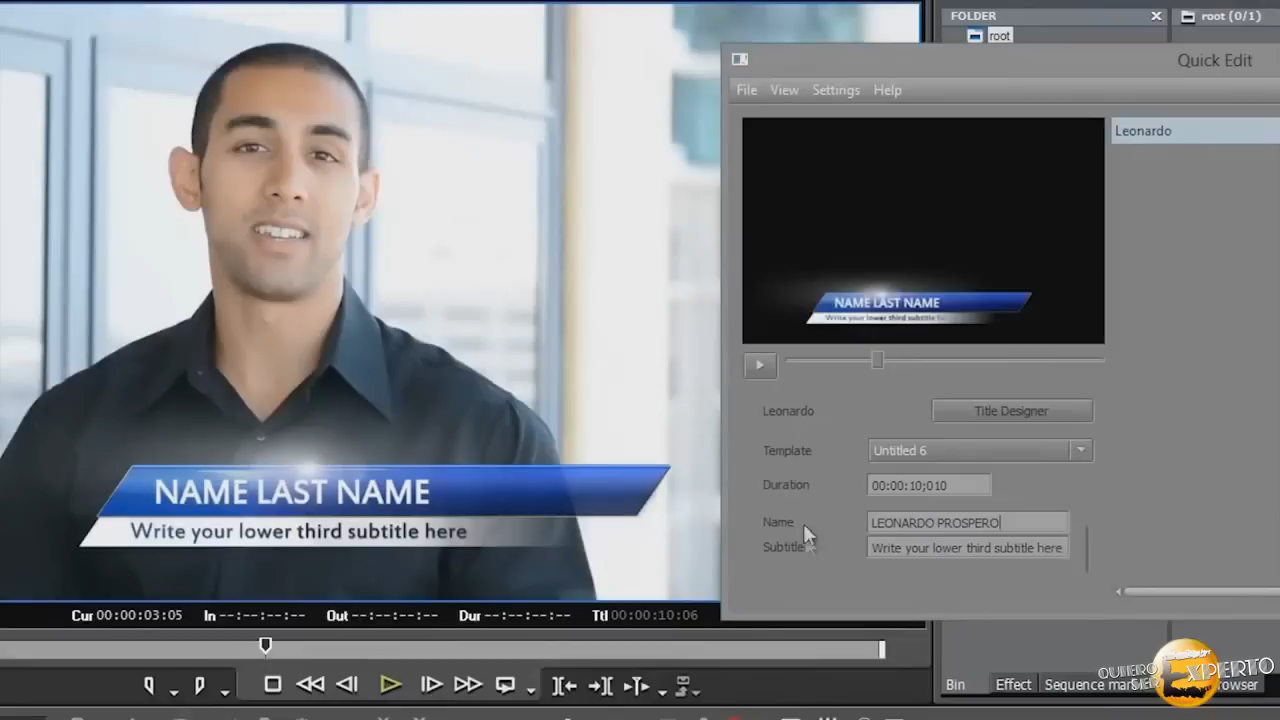 FOLDER
root (0/1)
root
Quick Edit
File View Settings Help
Leonardo
NAME LAST NAME
Write your lower third subtitle here
Leonardo
Title Designer
Template
Untitled 6
Duration
00:00:10;010
Name
LEONARDO PROSPERO
Subtitle
Write your lower third subtitle here
NAME LAST NAME
Write your lower third subtitle here
Cur 00:00:03:05 In --:--:--:-- Out --:--:--:-- Dur --:--:--:-- Ttl 00:00:10:06
Bin Effect Sequence mar
rowser
QUIERO
SER
EXPERTO